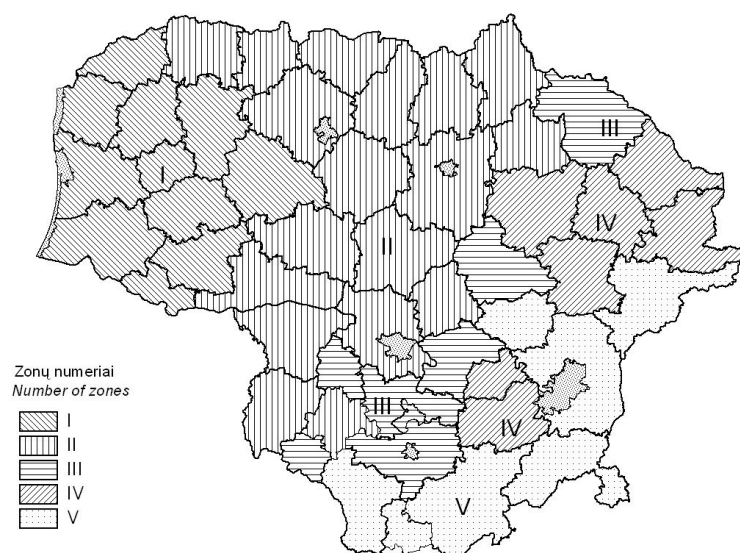 III
I
IV
II
Zonų numeriai
Number of zones
I
II
III
IV
V
III
IV
V